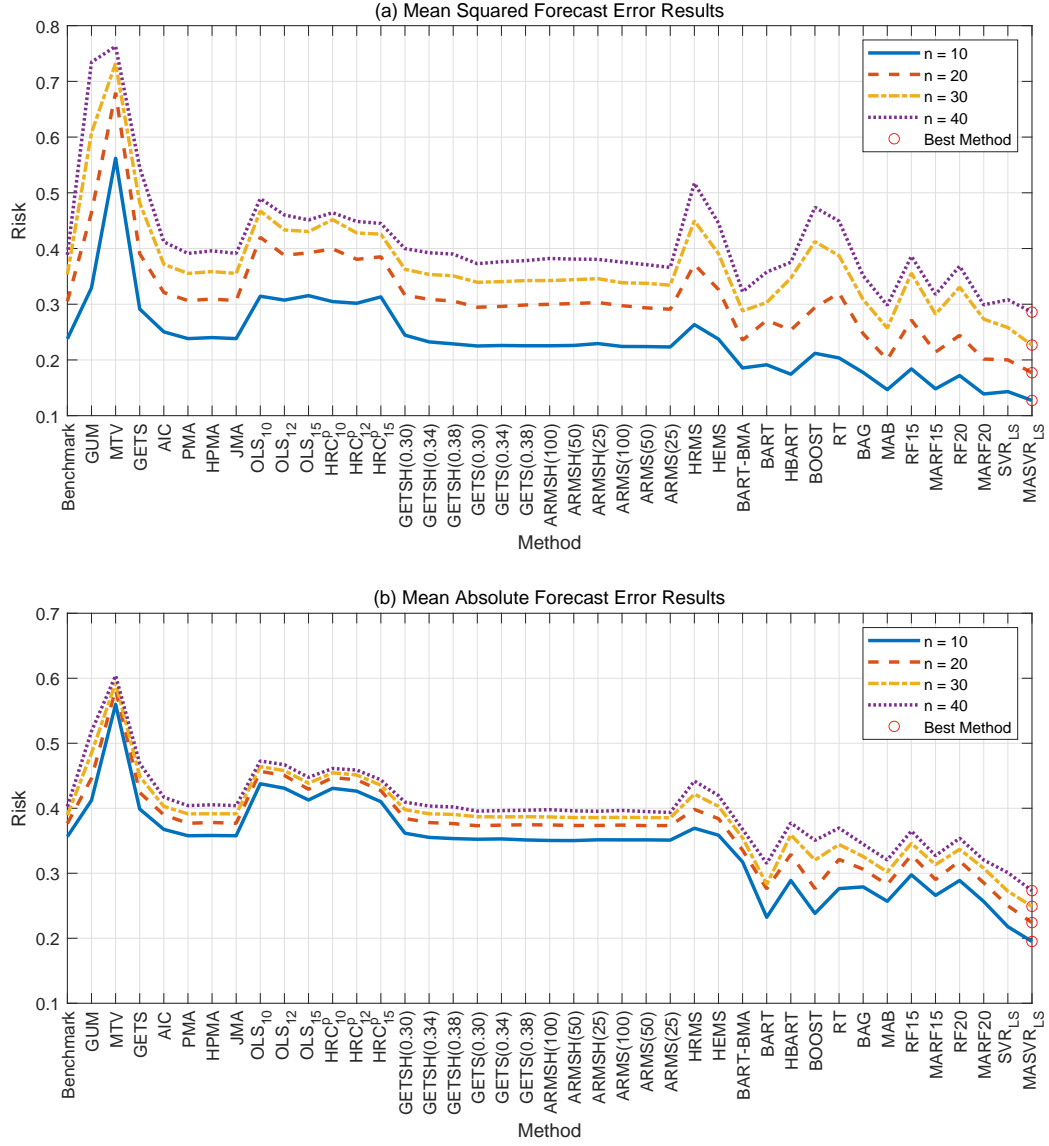 (a) Mean Squared Forecast Error Results
0.8
0.7
0.6
0.5
0.4
0.3
0.2
0.1
Risk
n = 10
n = 20
n = 30
n = 40
Best Method
Benchmark
GUM
MTV
GETS
AIC
PMA
HPMA
JMA
OLS10
OLS12
OLS15
HRCp10
HRCp12
HRCp15
GETSH(0.30)
GETSH(0.34)
GETSH(0.38)
GETS(0.30)
GETS(0.34)
GETS(0.38)
ARMSH(100)
ARMSH(50)
ARMSH(25)
ARMS(100)
ARMS(50)
ARMS(25)
HRMS
HEMS
BART-BMA
BART
HBART
BOOST
RT
BAG
MAB
RF15
MARF15
RF20
MARF20
SVRLS
MASVRLS
Method
(b) Mean Absolute Forecast Error Results
0.7
0.6
0.5
0.4
0.3
0.2
0.1
Risk
n = 10
n = 20
n = 30
n = 40
Best Method
Benchmark
GUM
MTV
GETS
AIC
PMA
HPMA
JMA
OLS10
OLS12
OLS15
HRCp10
HRCp12
HRCp15
GETSH(0.30)
GETSH(0.34)
GETSH(0.38)
GETS(0.30)
GETS(0.34)
GETS(0.38)
ARMSH(100)
ARMSH(50)
ARMSH(25)
ARMS(100)
ARMS(50)
ARMS(25)
HRMS
HEMS
BART-BMA
BART
HBART
BOOST
RT
BAG
MAB
RF15
MARF15
RF20
MARF20
SVRLS
MASVRLS
Method